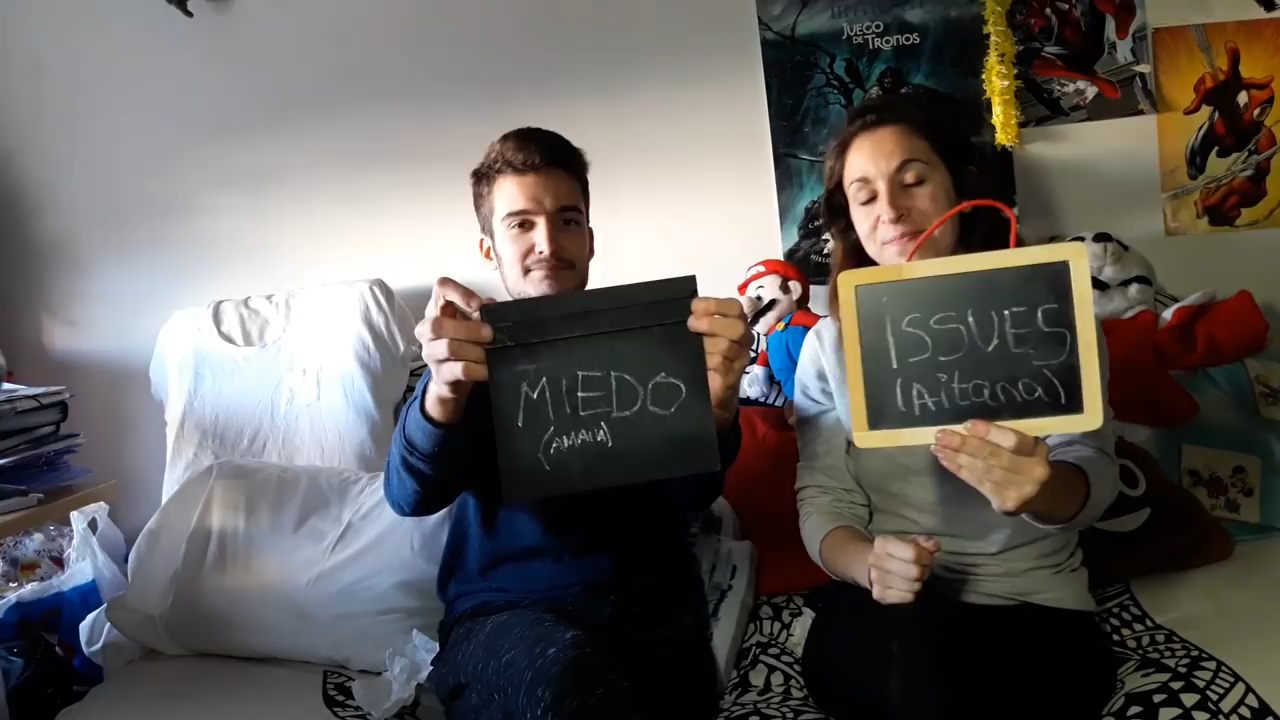 JUEGO
DE TRONOS
MIEDO
(AMAIA)
iSSUES
(Aitana)